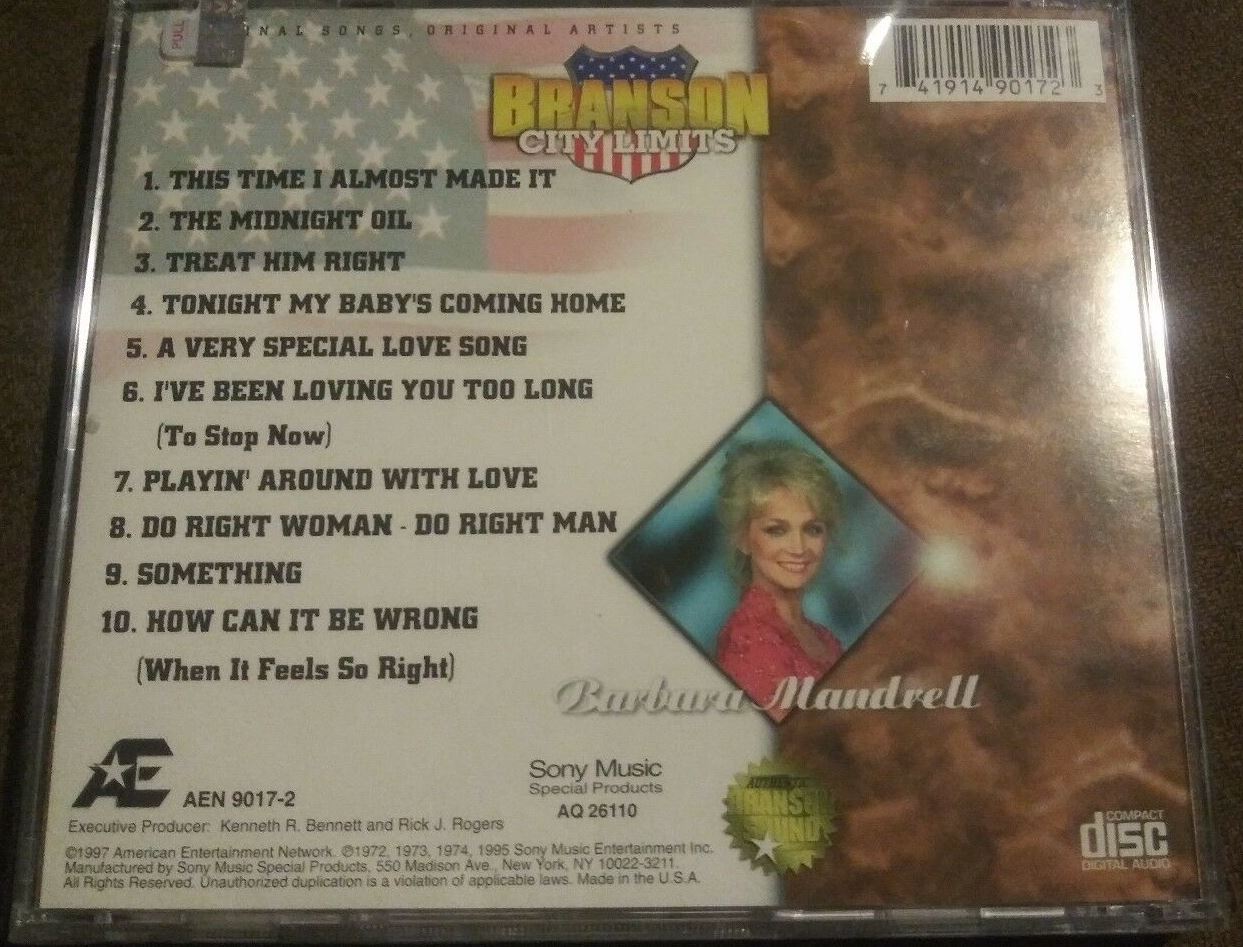 PULL
NAL SONGS, ORIGINAL ARTISTS
BRANSON
CITY LIMITS
7 41914 90172 3
1. THIS TIME I ALMOST MADE IT
2. THE MIDNIGHT OIL
3. TREAT HIM RIGHT
4. TONIGHT MY BABY'S COMING HOME
5. A VERY SPECIAL LOVE SONG
6. I'VE BEEN LOVING YOU TOO LONG
(To Stop Now)
7. PLAYIN' AROUND WITH LOVE
8. DO RIGHT WOMAN - DO RIGHT MAN
9. SOMETHING
10. HOW CAN IT BE WRONG
(When It Feels So Right)
Barbara Mandrell
AE
AEN 9017-2
Sony Music
Special Products
AQ 26110
Executive Producer: Kenneth R. Bennett and Rick J. Rogers
©1997 American Entertainment Network. ℗1972, 1973, 1974, 1995 Sony Music Entertainment Inc.
Manufactured by Sony Music Special Products, 550 Madison Ave., New York, NY 10022-3211.
All Rights Reserved. Unauthorized duplication is a violation of applicable laws. Made in the U.S.A.
SOUND
COMPACT
disc
DIGITAL AUDIO